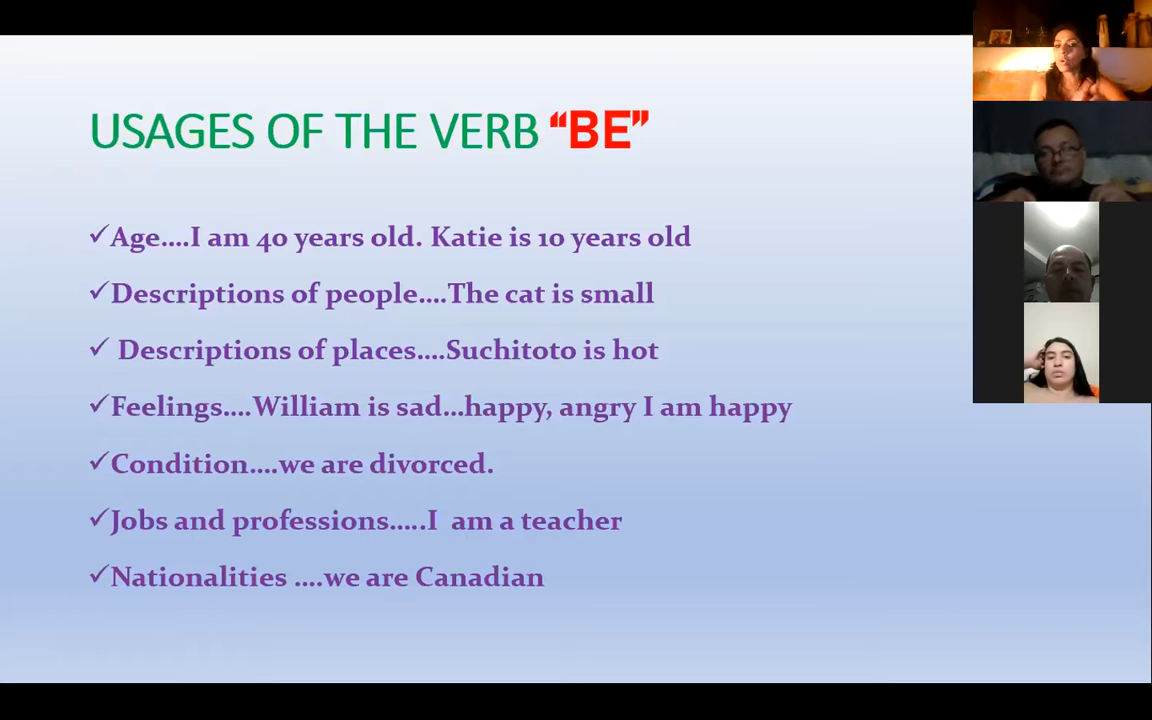 USAGES OF THE VERB “BE”
Age....I am 40 years old. Katie is 10 years old
Descriptions of people....The cat is small
Descriptions of places....Suchitoto is hot
Feelings....William is sad...happy, angry I am happy
Condition....we are divorced.
Jobs and professions.....I am a teacher
Nationalities ....we are Canadian